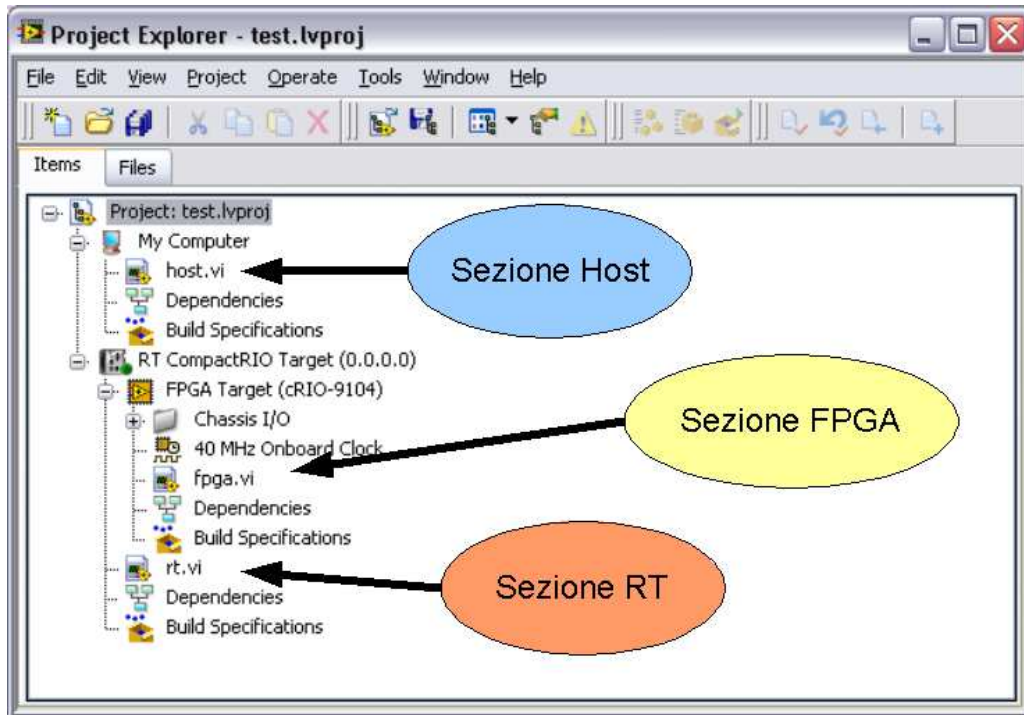 Project Explorer - test.lvproj
File Edit View Project Operate Tools Window Help
Items Files
Project: test.lvproj
My Computer
host.vi
Sezione Host
Dependencies
Build Specifications
RT CompactRIO Target (0.0.0.0)
FPGA Target (cRIO-9104)
Chassis I/O
Sezione FPGA
40 MHz Onboard Clock
fpga.vi
Dependencies
Build Specifications
rt.vi
Sezione RT
Dependencies
Build Specifications